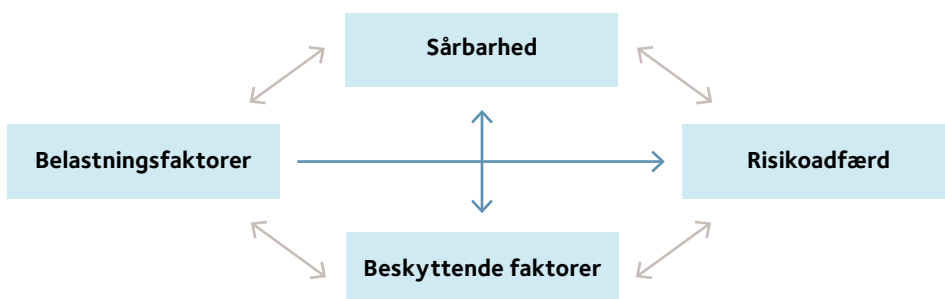 Sårbarhed
Belastningsfaktorer
Risikoadfærd
Beskyttende faktorer